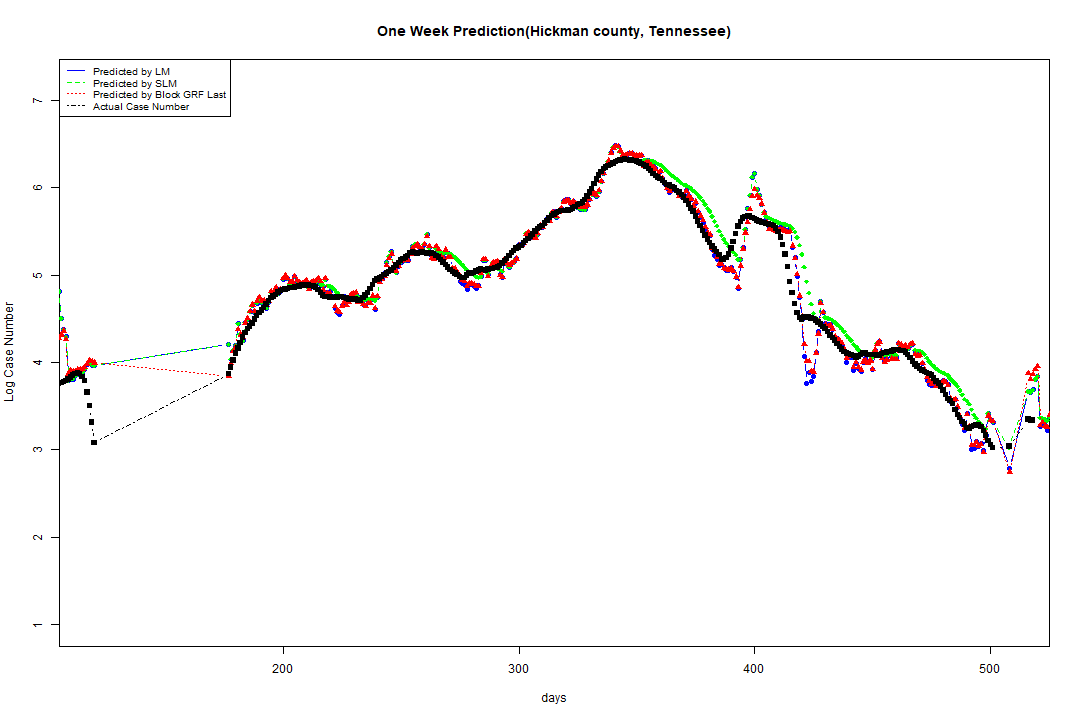 One Week Prediction(Hickman county, Tennessee)
Predicted by LM
Predicted by SLM
Predicted by Block GRF Last
Actual Case Number
Log Case Number
7
6
5
4
3
2
1
200
300
400
500
days